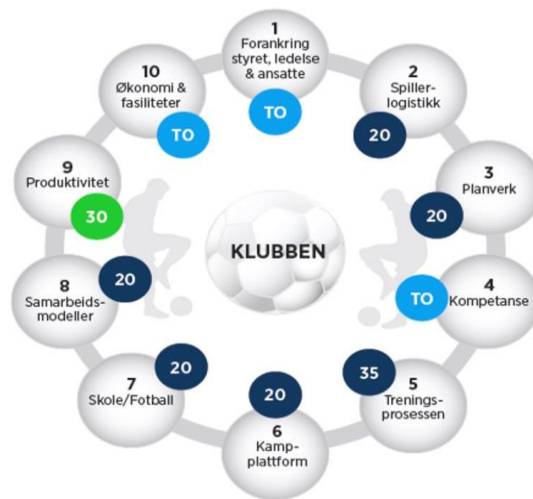 1
Forankring
styret, ledelse
& ansatte
TO
2
Spiller-
logistikk
20
3
Planverk
20
4
Kompetanse
TO
5
Trenings-
prosessen
35
6
Kamp-
plattform
20
7
Skole/Fotball
20
8
Samarbeids-
modeller
20
9
Produktivitet
30
10
Økonomi &
fasiliteter
TO
KLUBBEN